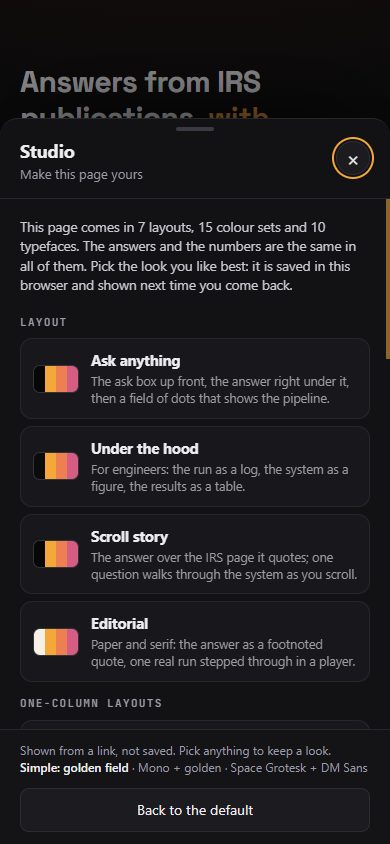 Answers from IRS
publications, with
Studio
Make this page yours
×
This page comes in 7 layouts, 15 colour sets and 10
typefaces. The answers and the numbers are the same in
all of them. Pick the look you like best: it is saved in this
browser and shown next time you come back.
LAYOUT
Ask anything
The ask box up front, the answer right under it,
then a field of dots that shows the pipeline.
Under the hood
For engineers: the run as a log, the system as a
figure, the results as a table.
Scroll story
The answer over the IRS page it quotes; one
question walks through the system as you scroll.
Editorial
Paper and serif: the answer as a footnoted
quote, one real run stepped through in a player.
ONE-COLUMN LAYOUTS
Shown from a link, not saved. Pick anything to keep a look.
Simple: golden field · Mono + golden · Space Grotesk + DM Sans
Back to the default